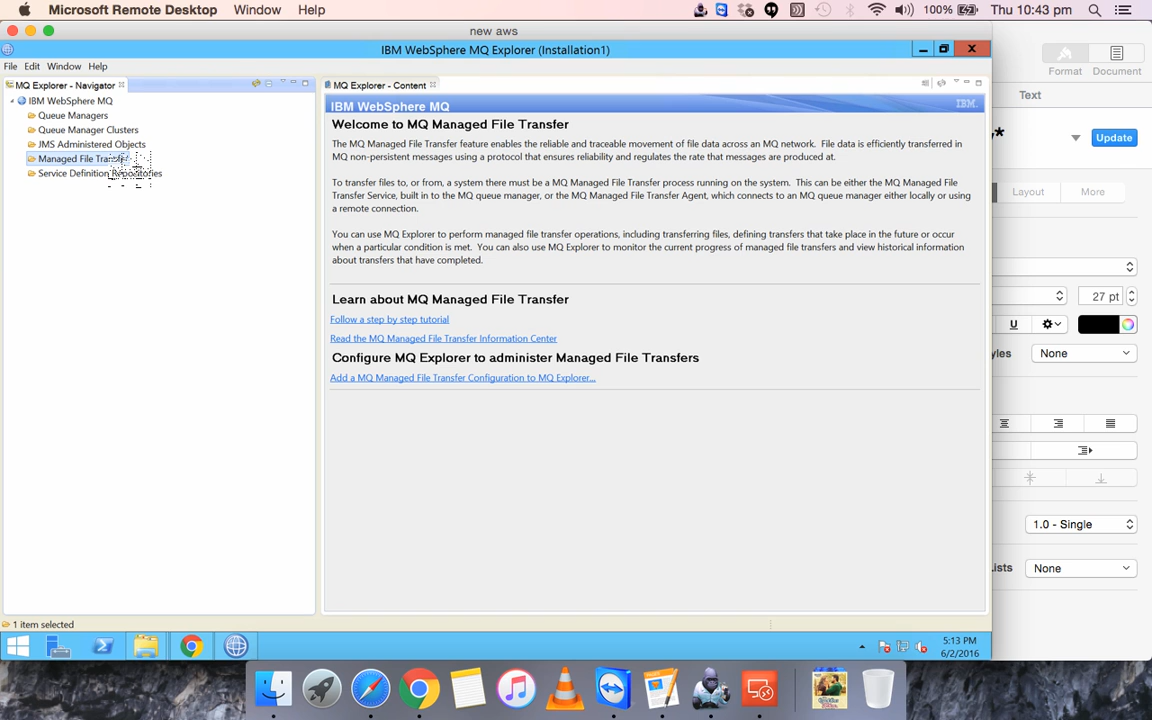 Microsoft Remote Desktop Window Help
100% Thu 10:43 pm
new aws
IBM WebSphere MQ Explorer (Installation1)
File Edit Window Help
MQ Explorer - Navigator
IBM WebSphere MQ
Queue Managers
Queue Manager Clusters
JMS Administered Objects
Managed File Transfer
Service Definition Repositories
1 item selected
MQ Explorer - Content
IBM WebSphere MQ
IBM
Welcome to MQ Managed File Transfer
The MQ Managed File Transfer feature enables the reliable and traceable movement of file data across an MQ network. File data is efficiently transferred in
MQ non-persistent messages using a protocol that ensures reliability and regulates the rate that messages are produced at.
To transfer files to, or from, a system there must be a MQ Managed File Transfer process running on the system. This can be either the MQ Managed File
Transfer Service, built in to the MQ queue manager, or the MQ Managed File Transfer Agent, which connects to an MQ queue manager either locally or using
a remote connection.
You can use MQ Explorer to perform managed file transfer operations, including transferring files, defining transfers that take place in the future or occur
when a particular condition is met. You can also use MQ Explorer to monitor the current progress of managed file transfers and view historical information
about transfers that have completed.
Learn about MQ Managed File Transfer
Follow a step by step tutorial
Read the MQ Managed File Transfer Information Center
Configure MQ Explorer to administer Managed File Transfers
Add a MQ Managed File Transfer Configuration to MQ Explorer...
5:13 PM
6/2/2016
Format Document
Text
* Update
Layout More
27 pt
U
yles None
1.0 - Single
ists None